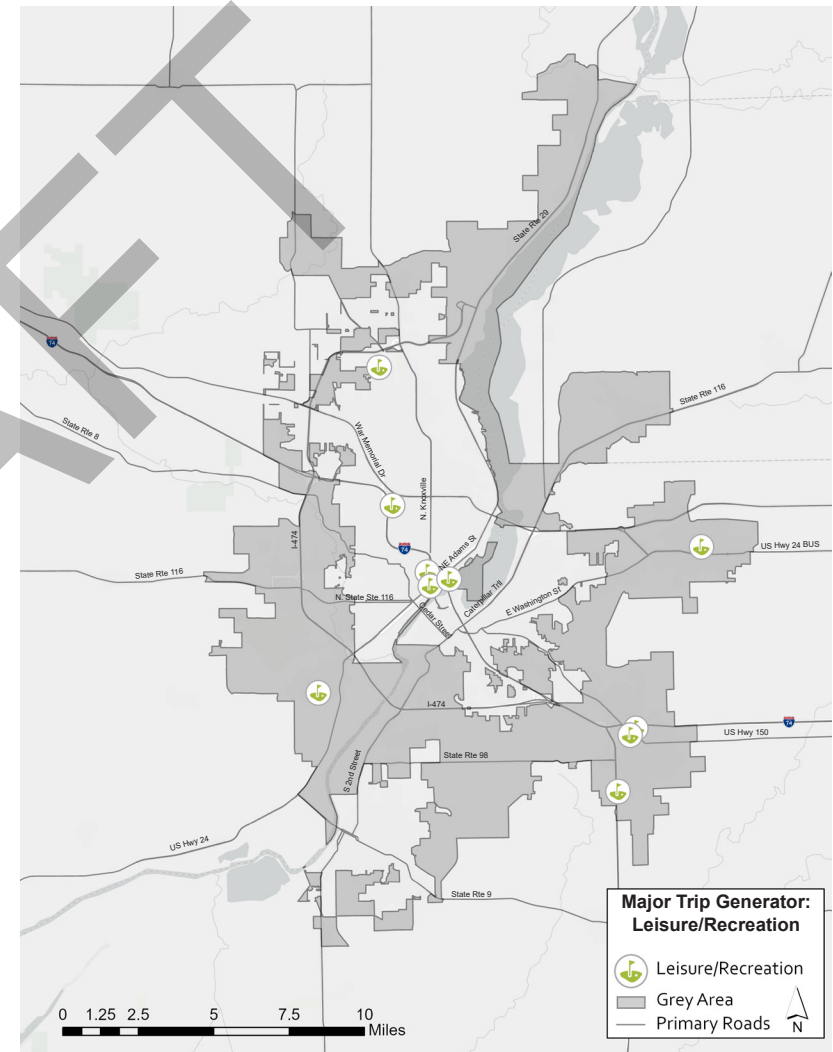 State Rte 29
74
State Rte 116
State Rte 8
War Memorial Dr
N. Knoxville
I-474
74
NE Adams St
US Hwy 24 BUS
State Rte 116
N. State Ste 116
Cedar Street
Caterpillar Trll
E Washington St
I-474
74
US Hwy 150
S 2nd Street
State Rte 98
US Hwy 24
State Rte 9
Major Trip Generator:
Leisure/Recreation
Leisure/Recreation
Grey Area
Primary Roads
N
0 1.25 2.5 5 7.5 10
Miles